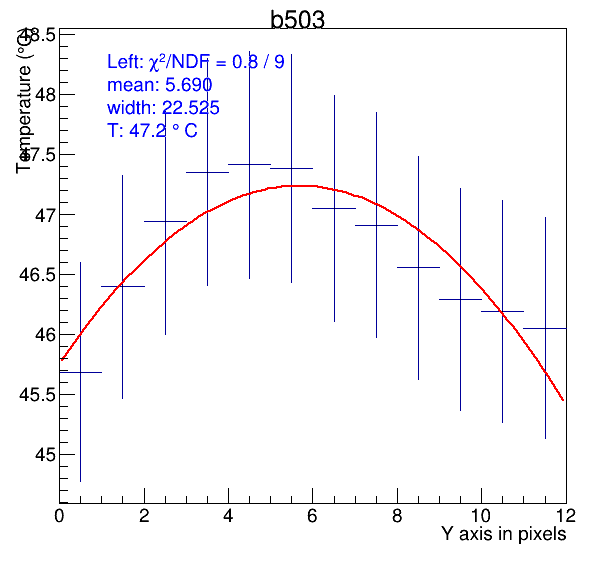 b503
Temperature (°C)
Left: χ²/NDF = 0.8 / 9
mean: 5.690
width: 22.525
T: 47.2 ° C
48.5
48
47.5
47
46.5
46
45.5
45
0 2 4 6 8 10 12
Y axis in pixels